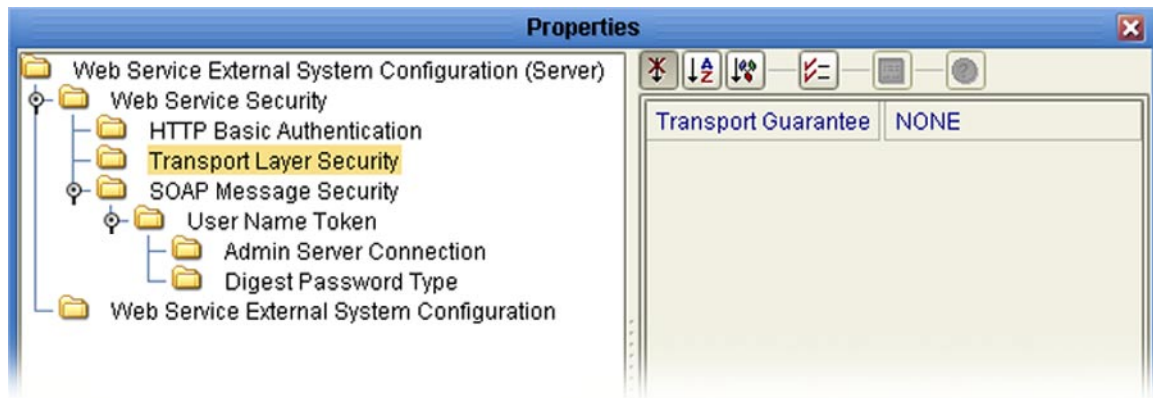 Properties
Web Service External System Configuration (Server)
Web Service Security
HTTP Basic Authentication
Transport Layer Security
SOAP Message Security
User Name Token
Admin Server Connection
Digest Password Type
Web Service External System Configuration
Transport Guarantee NONE